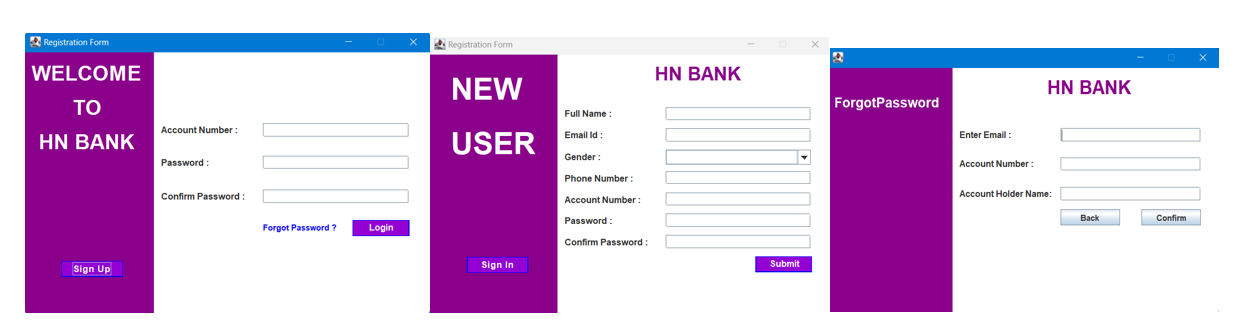 Registration Form
WELCOME
TO
HN BANK
Account Number :
Password :
Confirm Password :
Forgot Password ?
Login
Sign Up
Registration Form
NEW
USER
HN BANK
Full Name :
Email Id :
Gender :
Phone Number :
Account Number :
Password :
Confirm Password :
Sign In
Submit
ForgotPassword
HN BANK
Enter Email :
Account Number :
Account Holder Name:
Back
Confirm